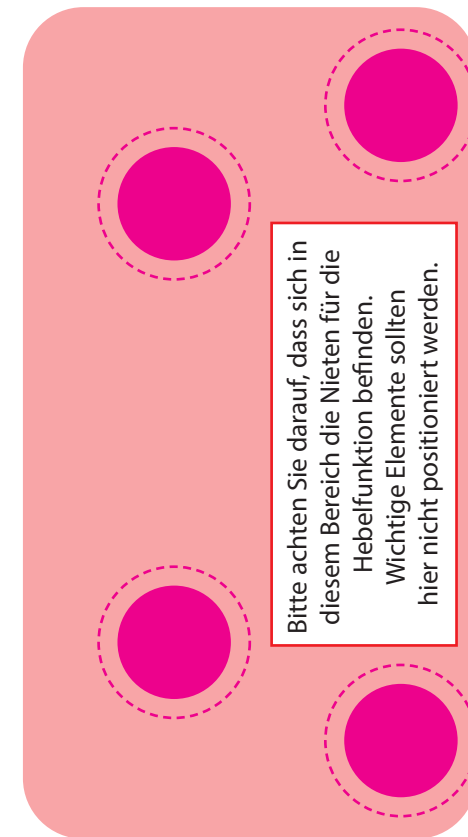 Bitte achten Sie darauf, dass sich in
diesem Bereich die Nieten für die
Hebelfunktion befinden.
Wichtige Elemente sollten
hier nicht positioniert werden.